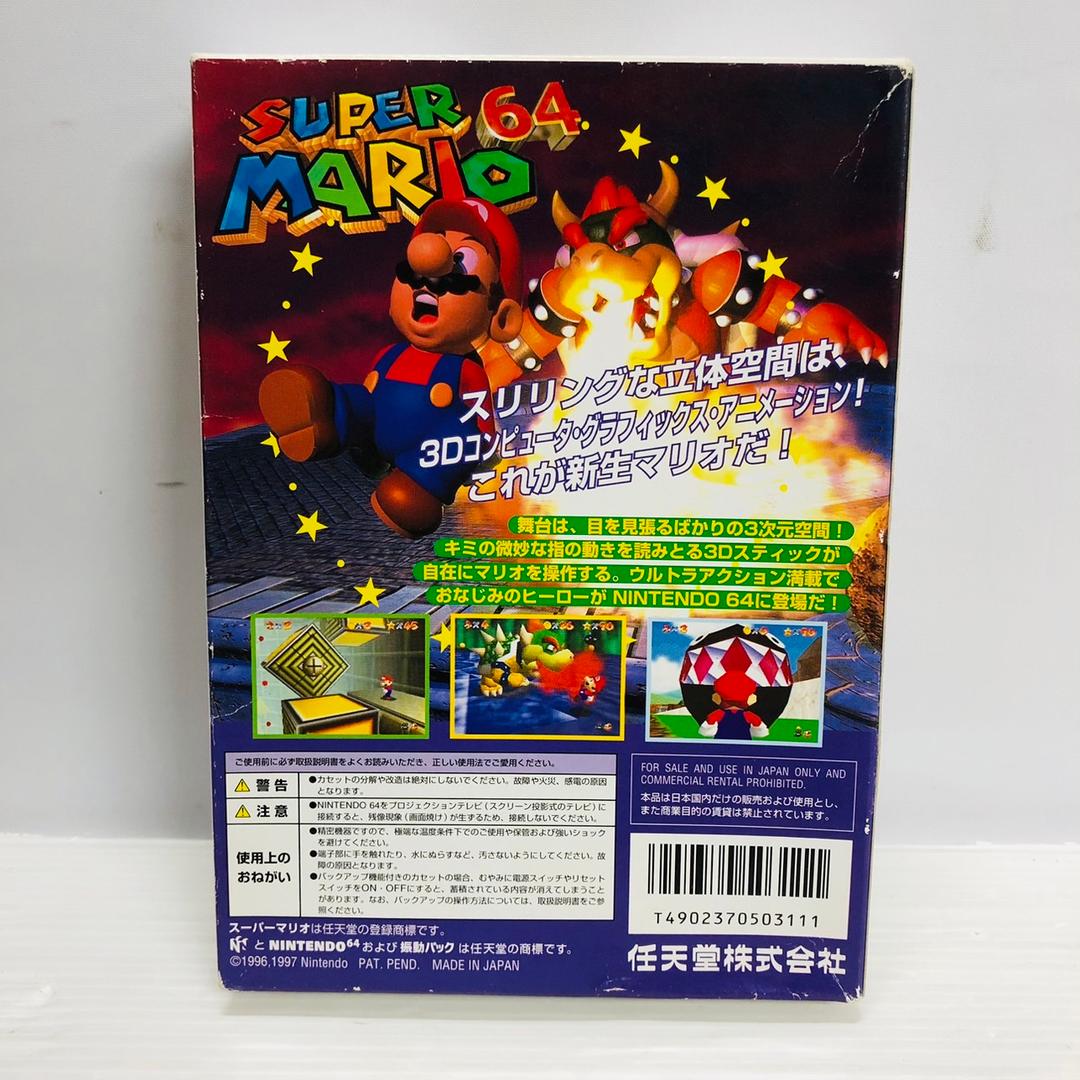 SUPER
MARIO 64
スリリングな立体空間は、
3Dコンピュータ・グラフィックス・アニメーション!
これが新生マリオだ!
舞台は、目を見張るばかりの3次元空間!
キミの微妙な指の動きを読みとる3Dスティックが
自在にマリオを操作する。ウルトラアクション満載で
おなじみのヒーローが NINTENDO 64に登場だ!
ご使用前に必ず取扱説明書をよくお読みいただき、正しい使用法でご愛用ください。
警告
●カセットの分解や改造は絶対にしないでください。故障や火災、感電の原因
となります。
注意
●NINTENDO 64をプロジェクションテレビ(スクリーン投影式のテレビ)に
接続すると、残像現象(画面焼け)が生ずるため、接続しないでください。
使用上の
おねがい
●精密機器ですので、極端な温度条件下でのご使用や保管および強いショック
を避けてください。
●端子部に手を触れたり、水にぬらすなど、汚さないようにしてください。故
障の原因となります。
●バックアップ機能付きのカセットの場合、むやみに電源スイッチやリセット
スイッチをON・OFFにすると、蓄積されている内容が消えてしまうことが
あります。なお、バックアップの操作方法については、取扱説明書をご参
照ください。
FOR SALE AND USE IN JAPAN ONLY AND
COMMERCIAL RENTAL PROHIBITED.
本品は日本国内だけの販売および使用とし、
また商業目的の賃貸は禁止されています。
T4902370503111
スーパーマリオは任天堂の登録商標です。
と NINTENDO64 および 振動パック は任天堂の商標です。
©1996,1997 Nintendo PAT. PEND. MADE IN JAPAN
任天堂株式会社